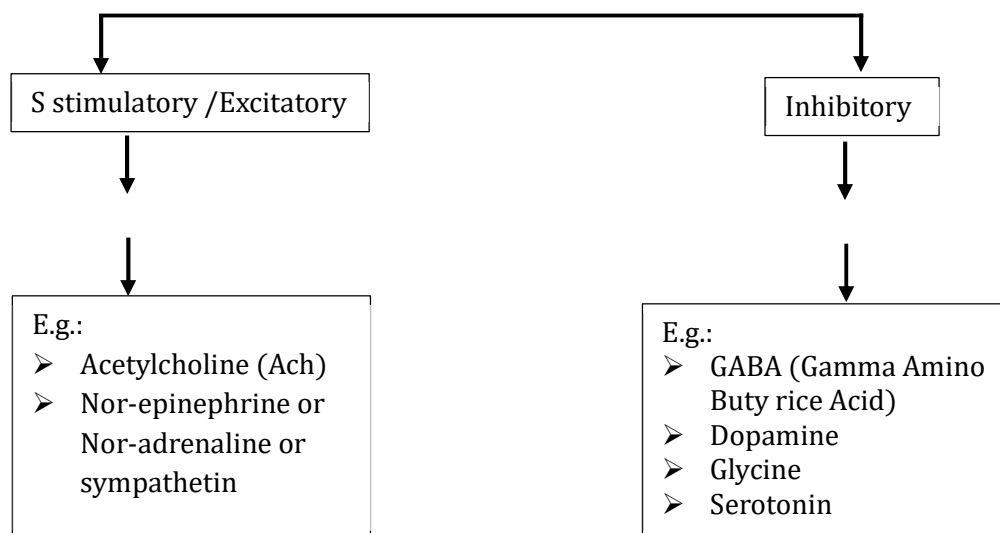 S stimulatory /Excitatory
Inhibitory
E.g.:
➢ Acetylcholine (Ach)
➢ Nor-epinephrine or
Nor-adrenaline or
sympathetin
E.g.:
➢ GABA (Gamma Amino
Buty rice Acid)
➢ Dopamine
➢ Glycine
➢ Serotonin